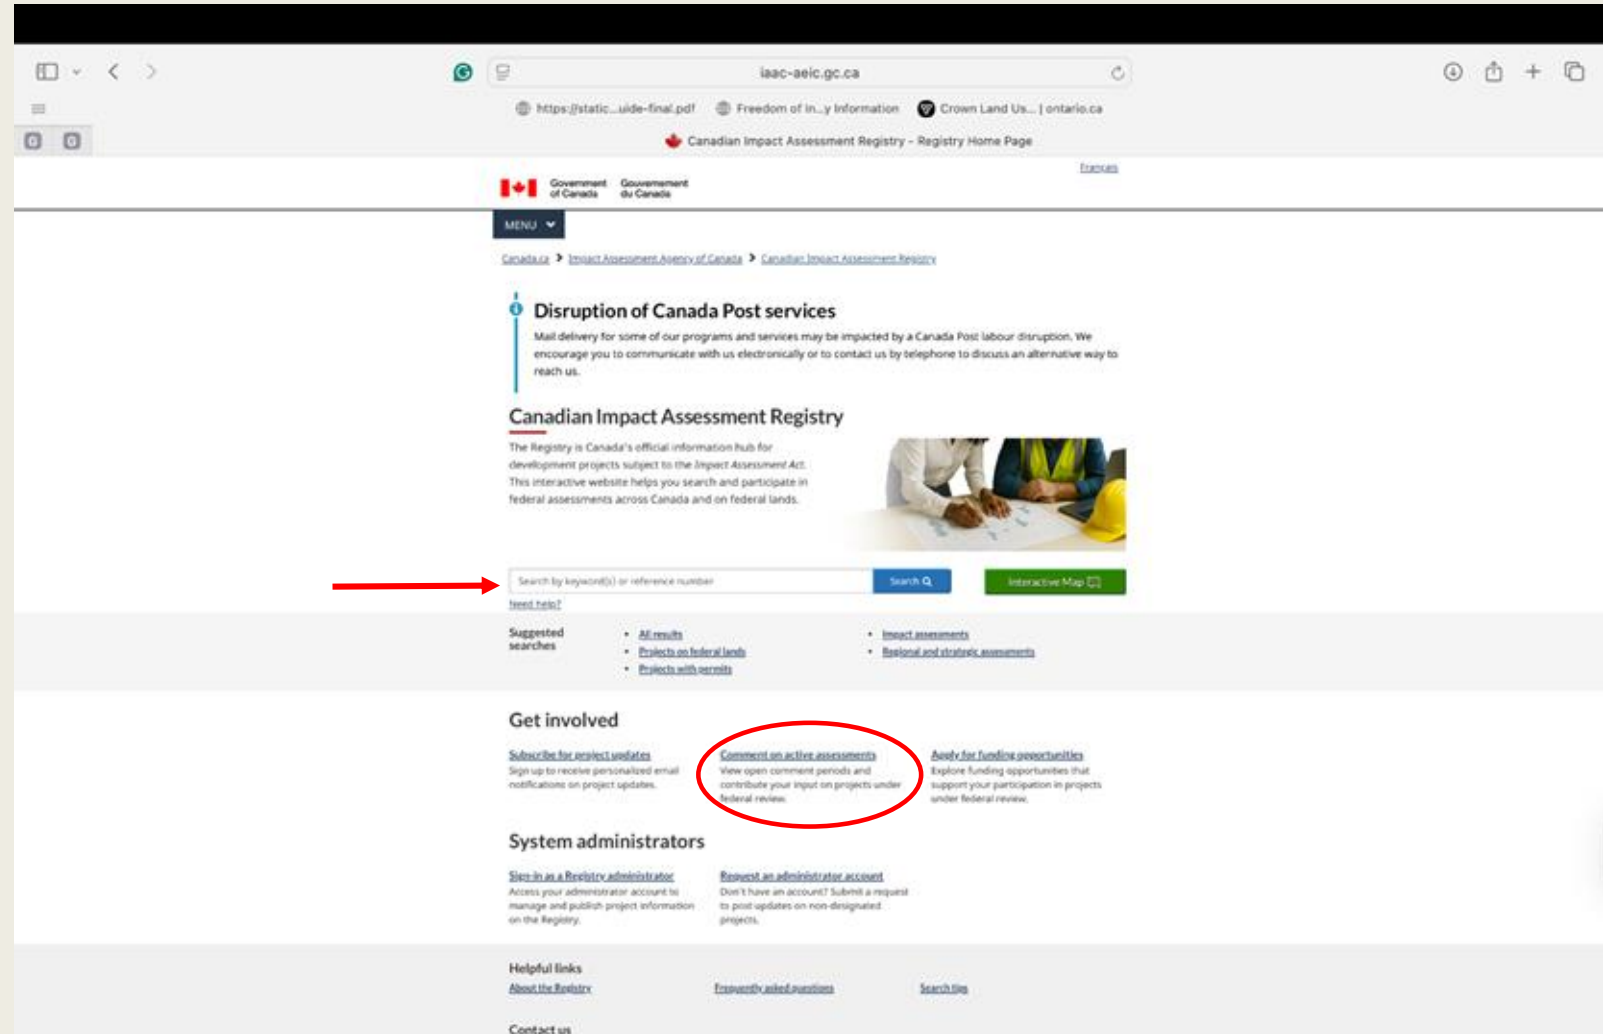 iaac-aeic.gc.ca
https://static...uide-final.pdf
Freedom of In...y Information
Crown Land Us... | ontario.ca
Canadian Impact Assessment Registry – Registry Home Page
Français
Government of Canada
Gouvernement du Canada
MENU
Canada.ca > Impact Assessment Agency of Canada > Canadian Impact Assessment Registry
Disruption of Canada Post services
Mail delivery for some of our programs and services may be impacted by a Canada Post labour disruption. We
encourage you to communicate with us electronically or to contact us by telephone to discuss an alternative way to
reach us.
Canadian Impact Assessment Registry
The Registry is Canada's official information hub for
development projects subject to the Impact Assessment Act.
This interactive website helps you search and participate in
federal assessments across Canada and on federal lands.
Search by keyword(s) or reference number
Search
Interactive Map
Need help?
Suggested
searches
All results
Projects on federal lands
Projects with permits
Impact assessments
Regional and strategic assessments
Get involved
Subscribe for project updates
Sign up to receive personalized email
notifications on project updates.
Comment on active assessments
View open comment periods and
contribute your input on projects under
federal review.
Apply for funding opportunities
Explore funding opportunities that
support your participation in projects
under federal review.
System administrators
Sign-in as a Registry administrator
Access your administrator account to
manage and publish project information
on the Registry.
Request an administrator account
Don't have an account? Submit a request
to post updates on non-designated
projects.
Helpful links
About the Registry
Frequently asked questions
Search tips
Contact us